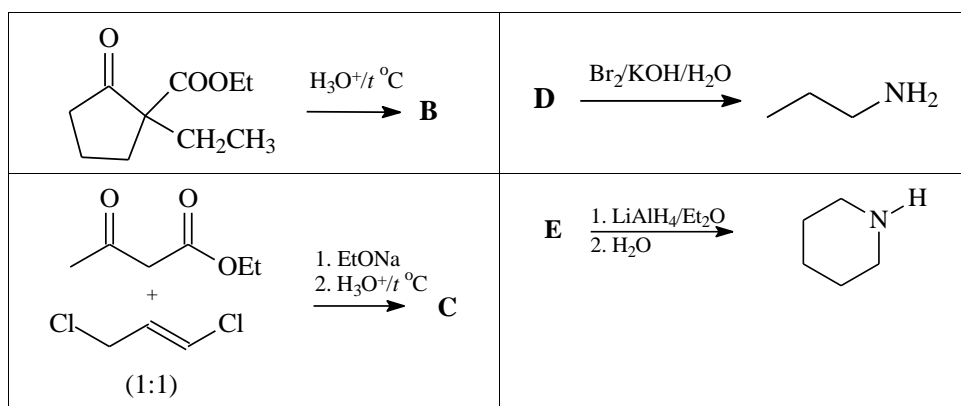 O
COOEt
CH₂CH₃
H₃O⁺/t °C
B
D
Br₂/KOH/H₂O
NH₂
O O
OEt
+
Cl
Cl
(1:1)
1. EtONa
2. H₃O⁺/t °C
C
E
1. LiAlH₄/Et₂O
2. H₂O
N
H